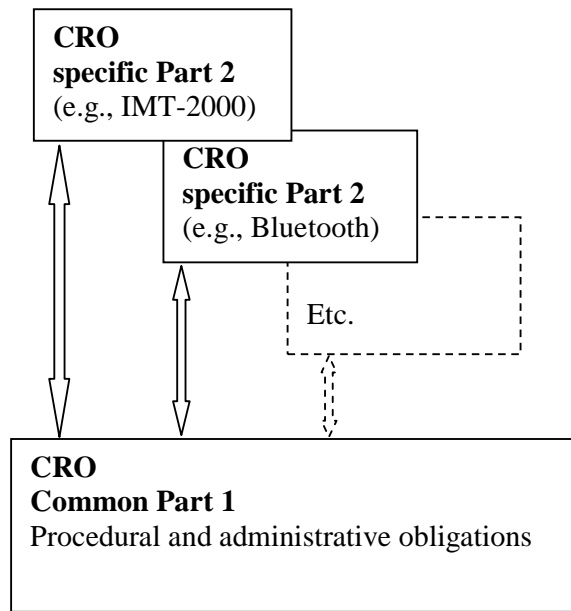 CRO
specific Part 2
(e.g., IMT-2000)
CRO
specific Part 2
(e.g., Bluetooth)
Etc.
CRO
Common Part 1
Procedural and administrative obligations